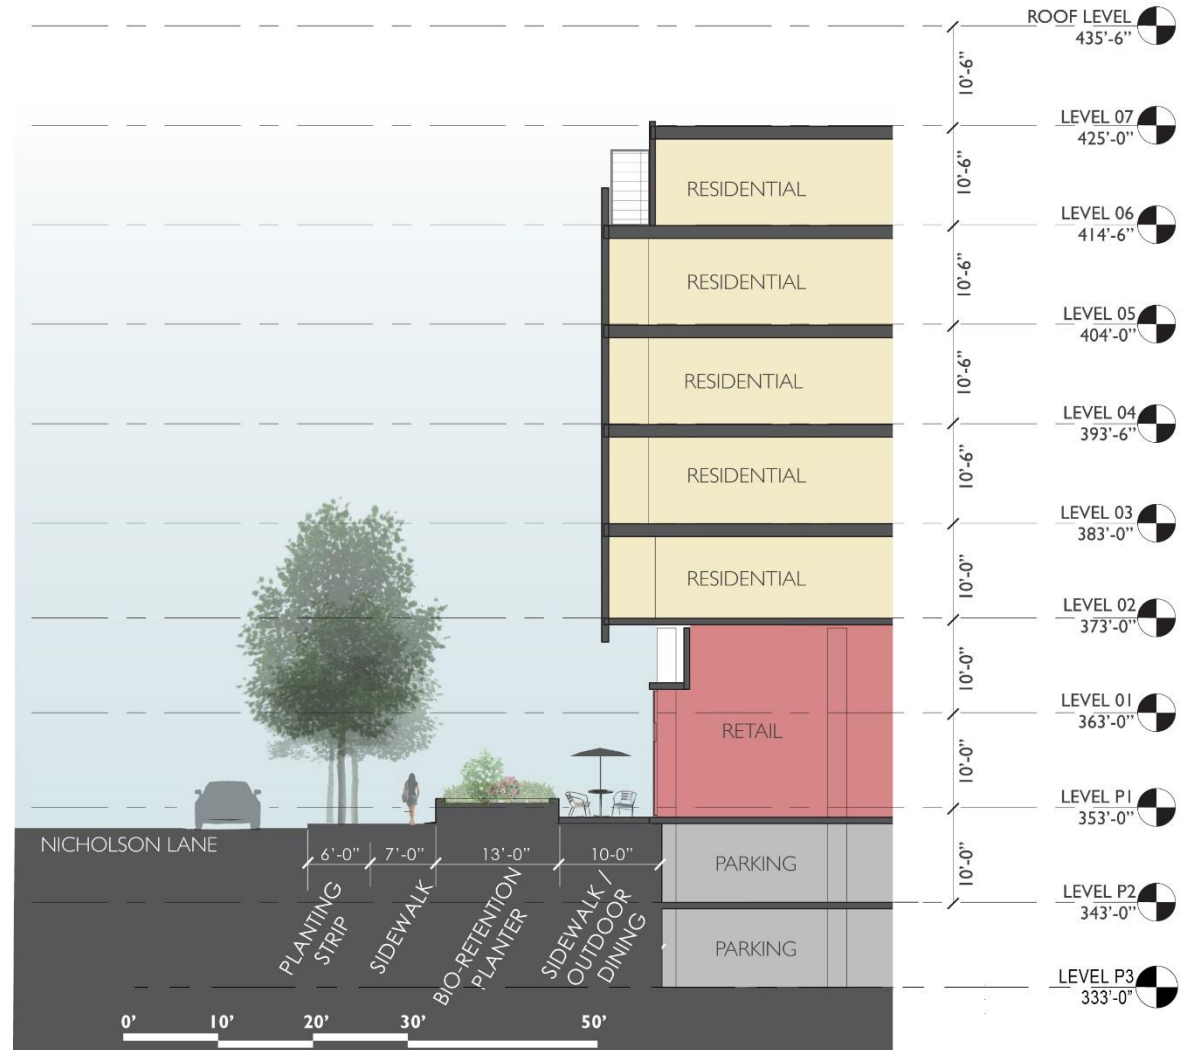 ROOF LEVEL
435'-6”
10'-6”
LEVEL 07
425'-0”
10'-6”
RESIDENTIAL
LEVEL 06
414'-6”
10'-6”
RESIDENTIAL
LEVEL 05
404'-0”
10'-6”
RESIDENTIAL
LEVEL 04
393'-6”
10'-6”
RESIDENTIAL
LEVEL 03
383'-0”
10'-0”
RESIDENTIAL
LEVEL 02
373'-0”
10'-0”
LEVEL 01
363'-0”
RETAIL
10'-0”
LEVEL P1
353'-0”
NICHOLSON LANE
6'-0”
7'-0”
13'-0”
10-0”
PARKING
10'-0”
LEVEL P2
343'-0”
PLANTING
STRIP
SIDEWALK
BIO-RETENTION
PLANTER
SIDEWALK /
OUTDOOR
DINING
PARKING
LEVEL P3
333'-0"
0'
10'
20'
30'
50'